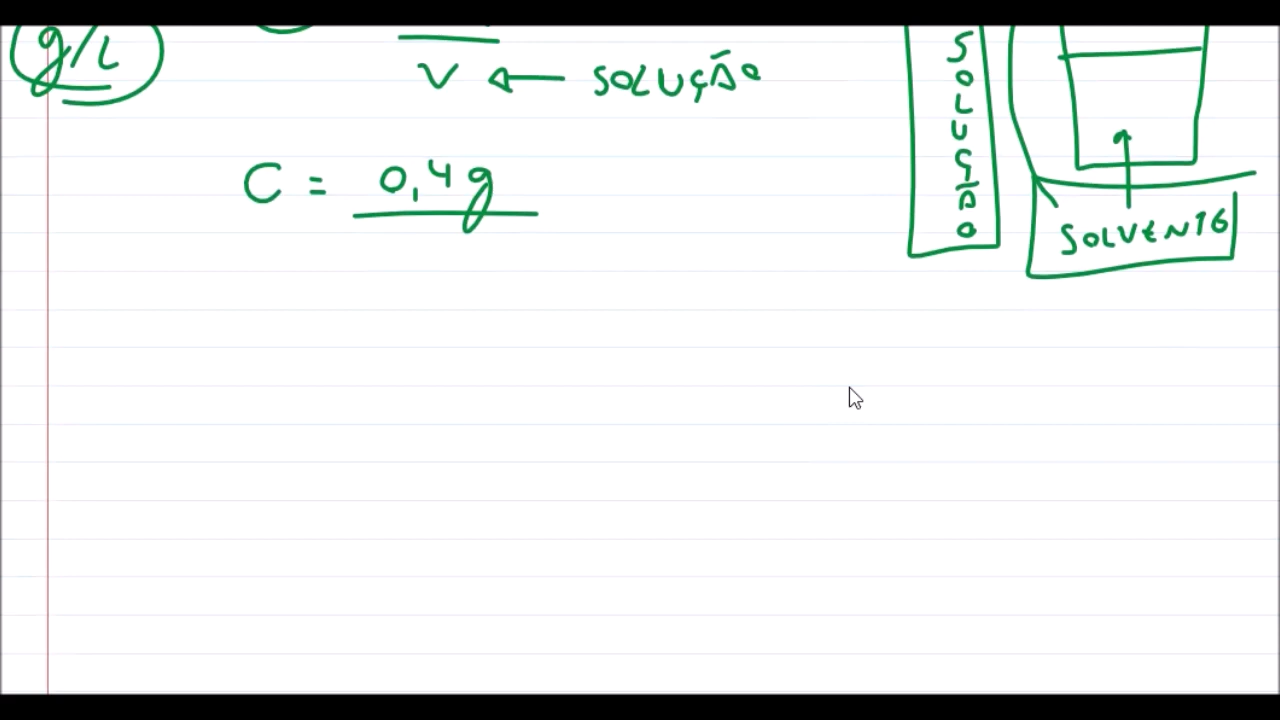 g/L
V ← SOLUÇÃO
C = 0,4g
SOLUÇÃO
SOLVENTE